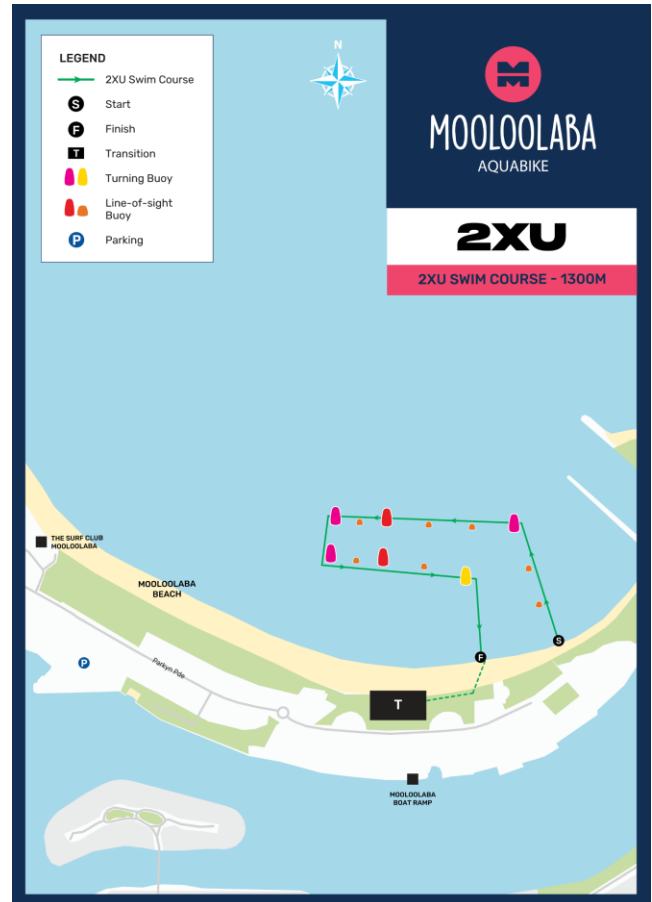 LEGEND
2XU Swim Course
S
Start
F
Finish
T
Transition
Turning Buoy
Line-of-sight
Buoy
P
Parking
N
M
MOOLOOLABA
AQUABIKE
2XU
2XU SWIM COURSE - 1300M
THE SURF CLUB
MOOLOOLABA
MOOLOOLABA
BEACH
S
F
P
Parkyn Pde
T
MOOLOOLABA
BOAT RAMP